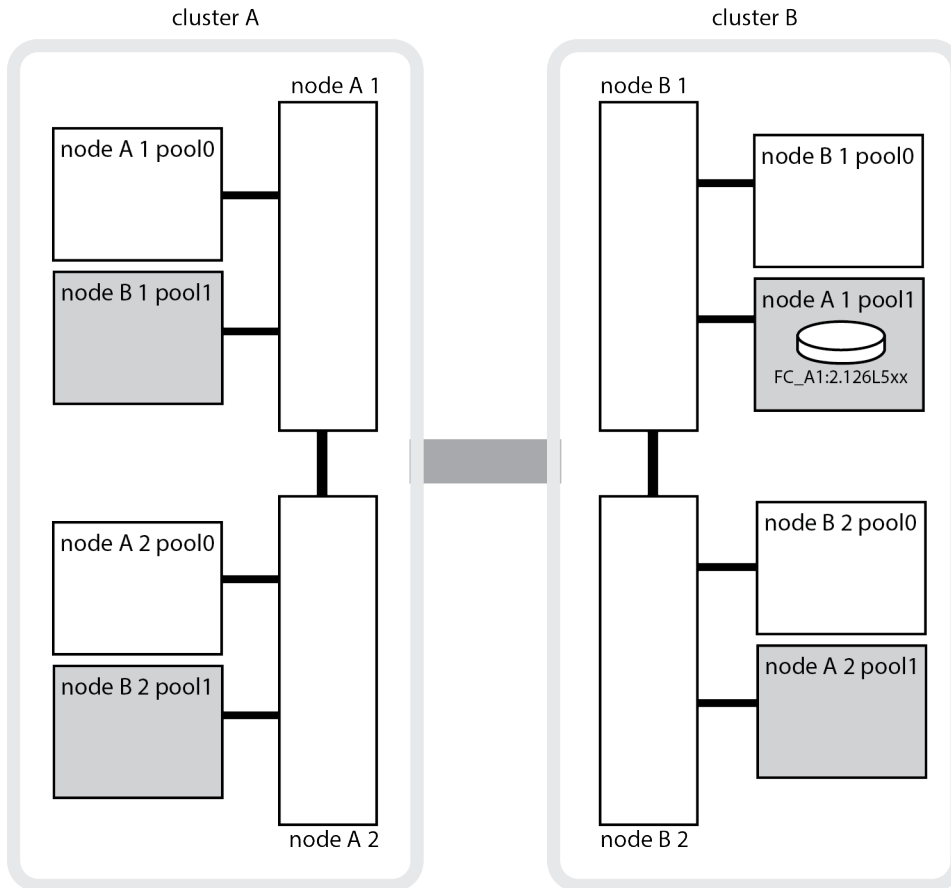 cluster A
cluster B
node A 1
node A 1 pool0
node B 1 pool1
node A 2 pool0
node B 2 pool1
node A 2
node B 1
node B 1 pool0
node A 1 pool1
FC_A1:2.126L5xx
node B 2 pool0
node A 2 pool1
node B 2